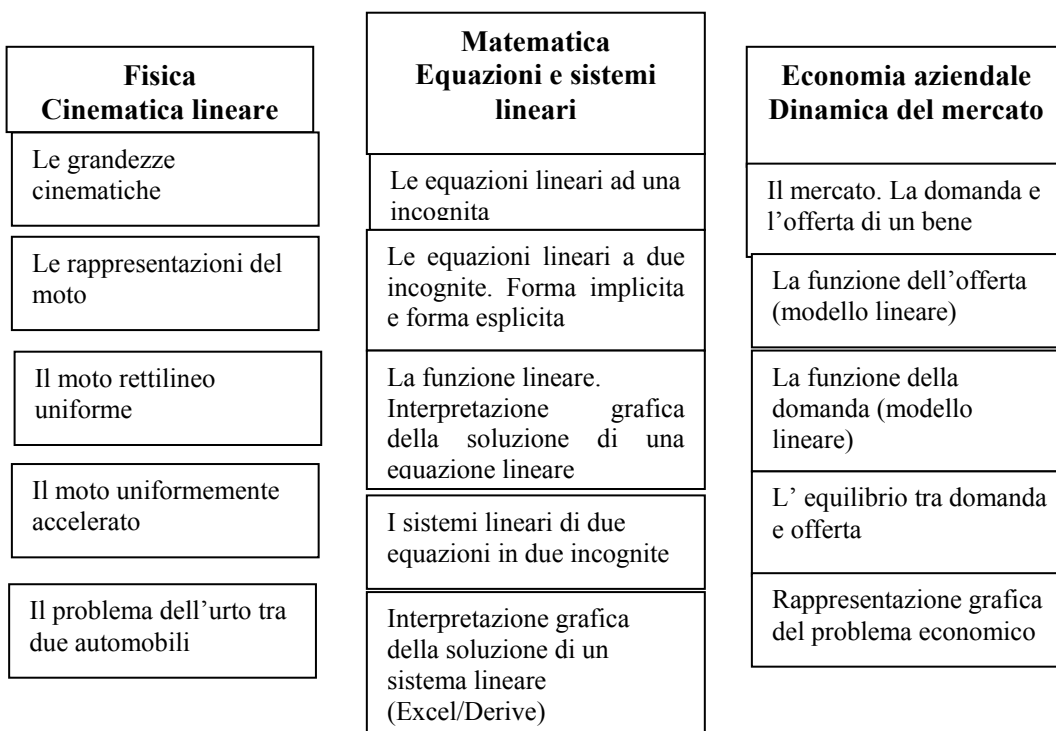 Fisica
Cinematica lineare
Le grandezze
cinematiche
Le rappresentazioni del
moto
Il moto rettilineo
uniforme
Il moto uniformemente
accelerato
Il problema dell’urto tra
due automobili
Matematica
Equazioni e sistemi
lineari
Le equazioni lineari ad una
incognita
Le equazioni lineari a due
incognite. Forma implicita
e forma esplicita
La funzione lineare.
Interpretazione grafica
della soluzione di una
equazione lineare
I sistemi lineari di due
equazioni in due incognite
Interpretazione grafica
della soluzione di un
sistema lineare
(Excel/Derive)
Economia aziendale
Dinamica del mercato
Il mercato. La domanda e
l’offerta di un bene
La funzione dell’offerta
(modello lineare)
La funzione della
domanda (modello
lineare)
L’ equilibrio tra domanda
e offerta
Rappresentazione grafica
del problema economico